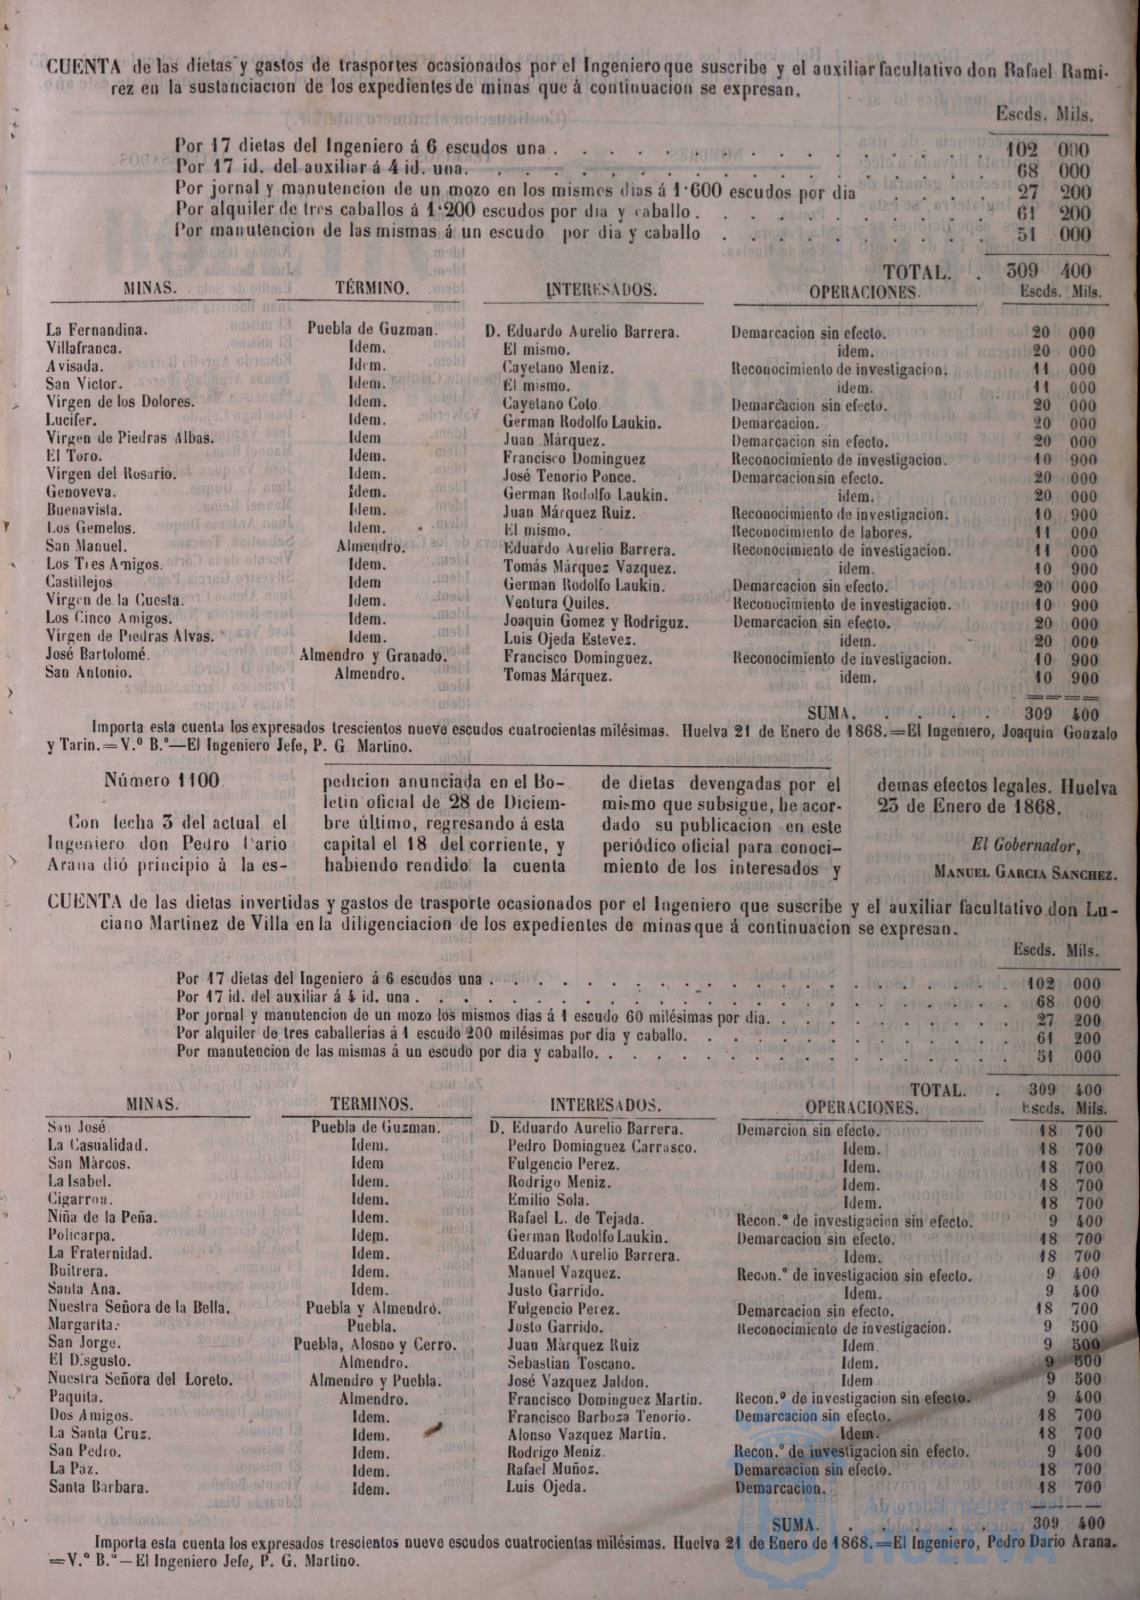 CUENTA de las dietas y gastos de trasportes ocasionados por el Ingeniero que suscribe y el auxiliar facultativo don Rafael Rami-
rez en la sustanciacion de los expedientes de minas que á continuacion se expresan.
Escds. Mils.
Por 17 dietas del Ingeniero á 6 escudos una . . . 102 000
Por 17 id. del auxiliar á 4 id. una. . . . 68 000
Por jornal y manutencion de un mozo en los mismos dias á 1'600 escudos por dia . . . 27 200
Por alquiler de tres caballos á 1'200 escudos por dia y caballo . . . 61 200
Por manutencion de las mismas á un escudo por dia y caballo . . . 51 000
TOTAL. . 309 400
MINAS. TÉRMINO. INTERESADOS. OPERACIONES. Escds. Mils.
La Fernandina. Puebla de Guzman. D. Eduardo Aurelio Barrera. Demarcacion sin efecto. 20 000
Villafranca. Idem. El mismo. idem. 20 000
Avisada. Idem. Cayetano Meniz. Reconocimiento de investigacion. 11 000
San Victor. Idem. El mismo. idem. 11 000
Virgen de los Dolores. Idem. Cayetano Coto. Demarcacion sin efecto. 20 000
Lucifer. Idem. German Rodolfo Laukin. Demarcacion. 20 000
Virgen de Piedras Albas. Idem Juan Márquez. Demarcacion sin efecto. 20 000
El Toro. Idem. Francisco Dominguez Reconocimiento de investigacion. 10 900
Virgen del Rosario. Idem. José Tenorio Ponce. Demarcacion sin efecto. 20 000
Genoveva. Idem. German Rodolfo Laukin. idem. 20 000
Buenavista. Idem. Juan Márquez Ruiz. Reconocimiento de investigacion. 10 900
Los Gemelos. Idem. El mismo. Reconocimiento de labores. 11 000
San Manuel. Almendro. Eduardo Aurelio Barrera. Reconocimiento de investigacion. 11 000
Los Tres Amigos. Idem. Tomás Márquez Vazquez. idem. 10 900
Castillejos Idem German Rodolfo Laukin. Demarcacion sin efecto. 20 000
Virgen de la Cuesta. Idem. Ventura Quiles. Reconocimiento de investigacion. 10 900
Los Cinco Amigos. Idem. Joaquin Gomez y Rodriguz. Demarcacion sin efecto. 20 000
Virgen de Piedras Alvas. Idem. Luis Ojeda Estevez. idem. 20 000
José Bartolomé. Almendro y Granado. Francisco Dominguez. Reconocimiento de investigacion. 10 900
San Antonio. Almendro. Tomas Márquez. idem. 10 900
SUMA. . . . . 309 400
Importa esta cuenta los expresados trescientos nueve escudos cuatrocientas milésimas. Huelva 21 de Enero de 1868.=El Ingeniero, Joaquin Gonzalo
y Tarin.=V.º B.º—El Ingeniero Jefe, P. G. Martino.
Número 1100
Con fecha 3 del actual el
Ingeniero don Pedro Dario
Arana dió principio à la es-
pedicion anunciada en el Bo-
letin oficial de 28 de Diciem-
bre último, regresando á esta
capital el 18 del corriente, y
habiendo rendido la cuenta
de dietas devengadas por el
mismo que subsigue, he acor-
dado su publicacion en este
periódico oficial para conoci-
miento de los interesados y
demas efectos legales. Huelva
23 de Enero de 1868.
El Gobernador,
MANUEL GARCIA SANCHEZ.
CUENTA de las dietas invertidas y gastos de trasporte ocasionados por el Ingeniero que suscribe y el auxiliar facultativo don Lu-
ciano Martinez de Villa en la diligenciacion de los expedientes de minas que á continuacion se expresan.
Escds. Mils.
Por 17 dietas del Ingeniero á 6 escudos una . . . 102 000
Por 17 id. del auxiliar á 4 id. una . . . 68 000
Por jornal y manutencion de un mozo los mismos dias á 1 escudo 60 milésimas por dia. . . . 27 200
Por alquiler de tres caballerías á 1 escudo 200 milésimas por dia y caballo. . . . 61 200
Por manutencion de las mismas á un escudo por dia y caballo. . . . 51 000
TOTAL. . 309 400
MINAS. TERMINOS. INTERESADOS. OPERACIONES. Escds. Mils.
San José. Puebla de Guzman. D. Eduardo Aurelio Barrera. Demarcion sin efecto. 18 700
La Casualidad. Idem. Pedro Dominguez Carrasco. Idem. 18 700
San Màrcos. Idem Fulgencio Perez. Idem. 18 700
La Isabel. Idem. Rodrigo Meniz. Idem. 18 700
Cigarron. Idem. Emilio Sola. Idem. 18 700
Niña de la Peña. Idem. Rafael L. de Tejada. Recon.º de investigacion sin efecto. 9 400
Policarpa. Idem. German Rodolfo Laukin. Demarcacion sin efecto. 18 700
La Fraternidad. Idem. Eduardo Aurelio Barrera. Idem. 18 700
Buitrera. Idem. Manuel Vazquez. Recon.º de investigacion sin efecto. 9 400
Santa Ana. Idem. Justo Garrido. Idem. 9 400
Nuestra Señora de la Bella. Puebla y Almendró. Fulgencio Perez. Demarcacion sin efecto. 18 700
Margarita. Puebla. Justo Garrido. Reconocimiento de investigacion. 9 500
San Jorge. Puebla, Alosno y Cerro. Juan Màrquez Ruiz Idem 9 500
El Disgusto. Almendro. Sebastian Toscano. Idem. 9 500
Nuestra Señora del Loreto. Almendro y Puebla. José Vazquez Jaldon. Idem 9 500
Paquita. Almendro. Francisco Dominguez Martin. Recon.º de investigacion sin efecto. 9 400
Dos Amigos. Idem. Francisco Barboza Tenorio. Demarcacion sin efecto. 18 700
La Santa Cruz. Idem. Alonso Vazquez Martin. Idem. 18 700
San Pedro. Idem. Rodrigo Meniz. Recon.º de investigacion sin efecto. 9 400
La Paz. Idem. Rafael Muñoz. Demarcacion sin efecto. 18 700
Santa Bàrbara. Idem. Luis Ojeda. Demarcacion. 18 700
SUMA. . . . . 309 400
Importa esta cuenta los expresados trescientos nueve escudos cuatrocientas milésimas. Huelva 21 de Enero de 1868.=El Ingeniero, Pedro Dario Arana.
=V.º B.º—El Ingeniero Jefe, P. G. Martino.
HUELVA